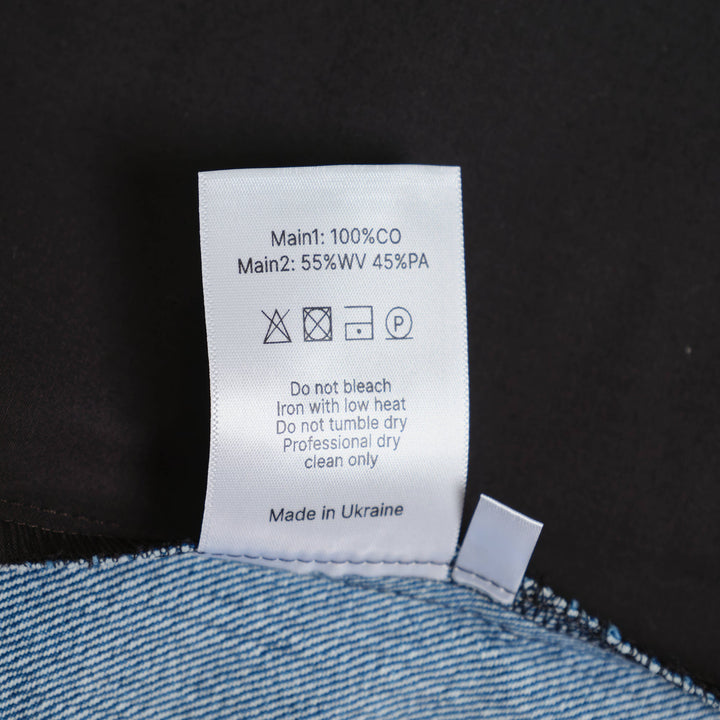 Main1: 100%CO
Main2: 55%WV 45%PA
P
Do not bleach
Iron with low heat
Do not tumble dry
Professional dry
clean only
Made in Ukraine